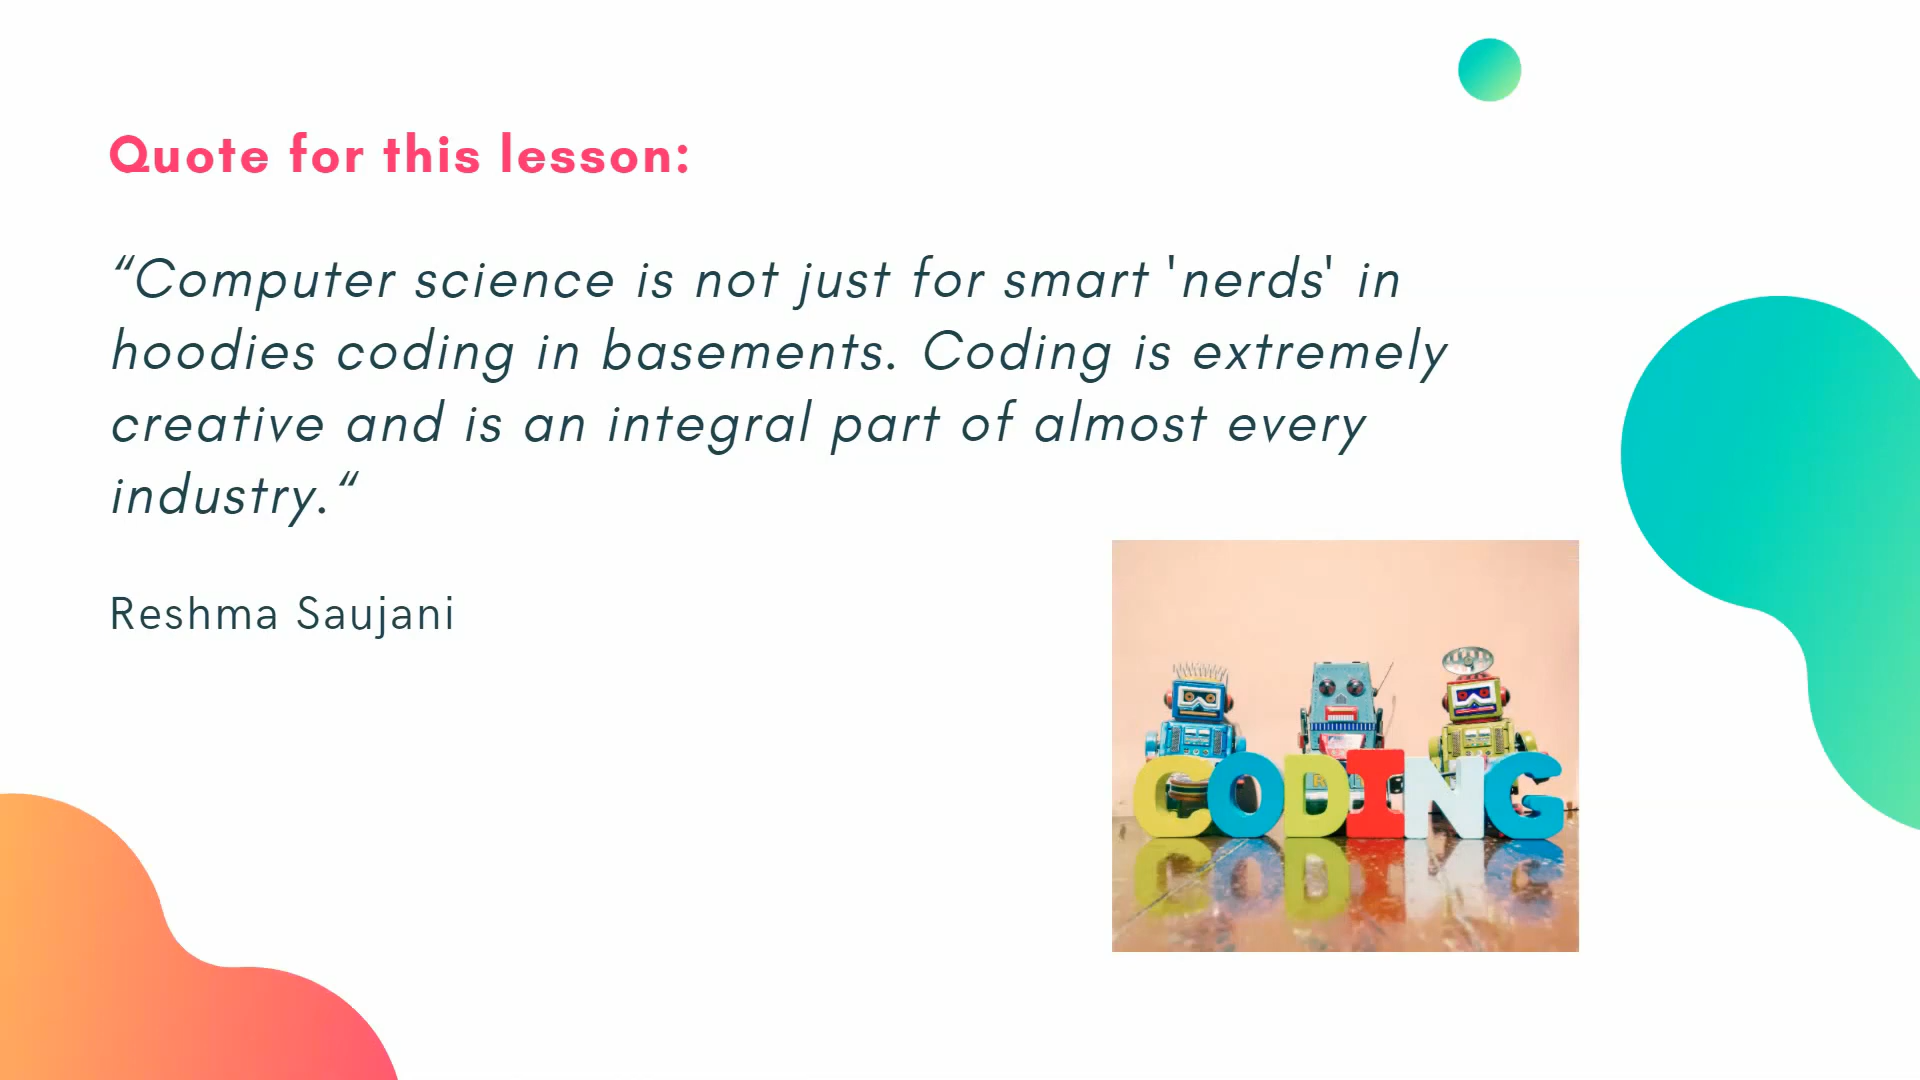 Quote for this lesson:
“Computer science is not just for smart 'nerds' in
hoodies coding in basements. Coding is extremely
creative and is an integral part of almost every
industry.“
Reshma Saujani
CODING